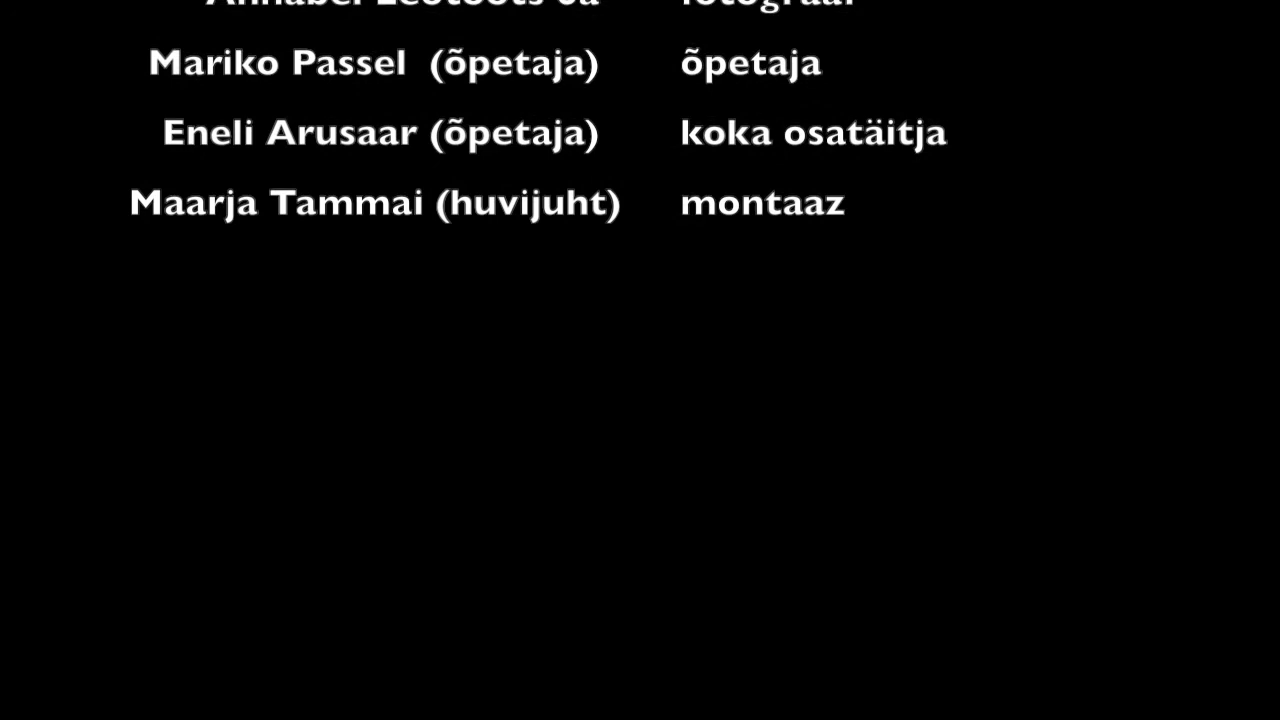 Mariko Passel (õpetaja) õpetaja
Eneli Arusaar (õpetaja) koka osatäitja
Maarja Tammai (huvijuht) montaaz